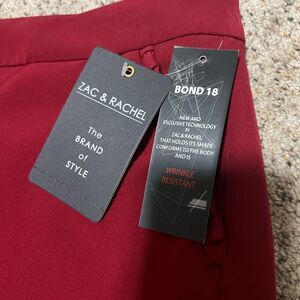 ZAC & RACHEL
The
BRAND
of
STYLE
BOND 18
NEW AND
EXCLUSIVE TECHNOLOGY
BY
ZAC & RACHEL
THAT HOLDS ITS SHAPE
CONFORMS TO THE BODY
AND IS
WRINKLE
RESISTANT